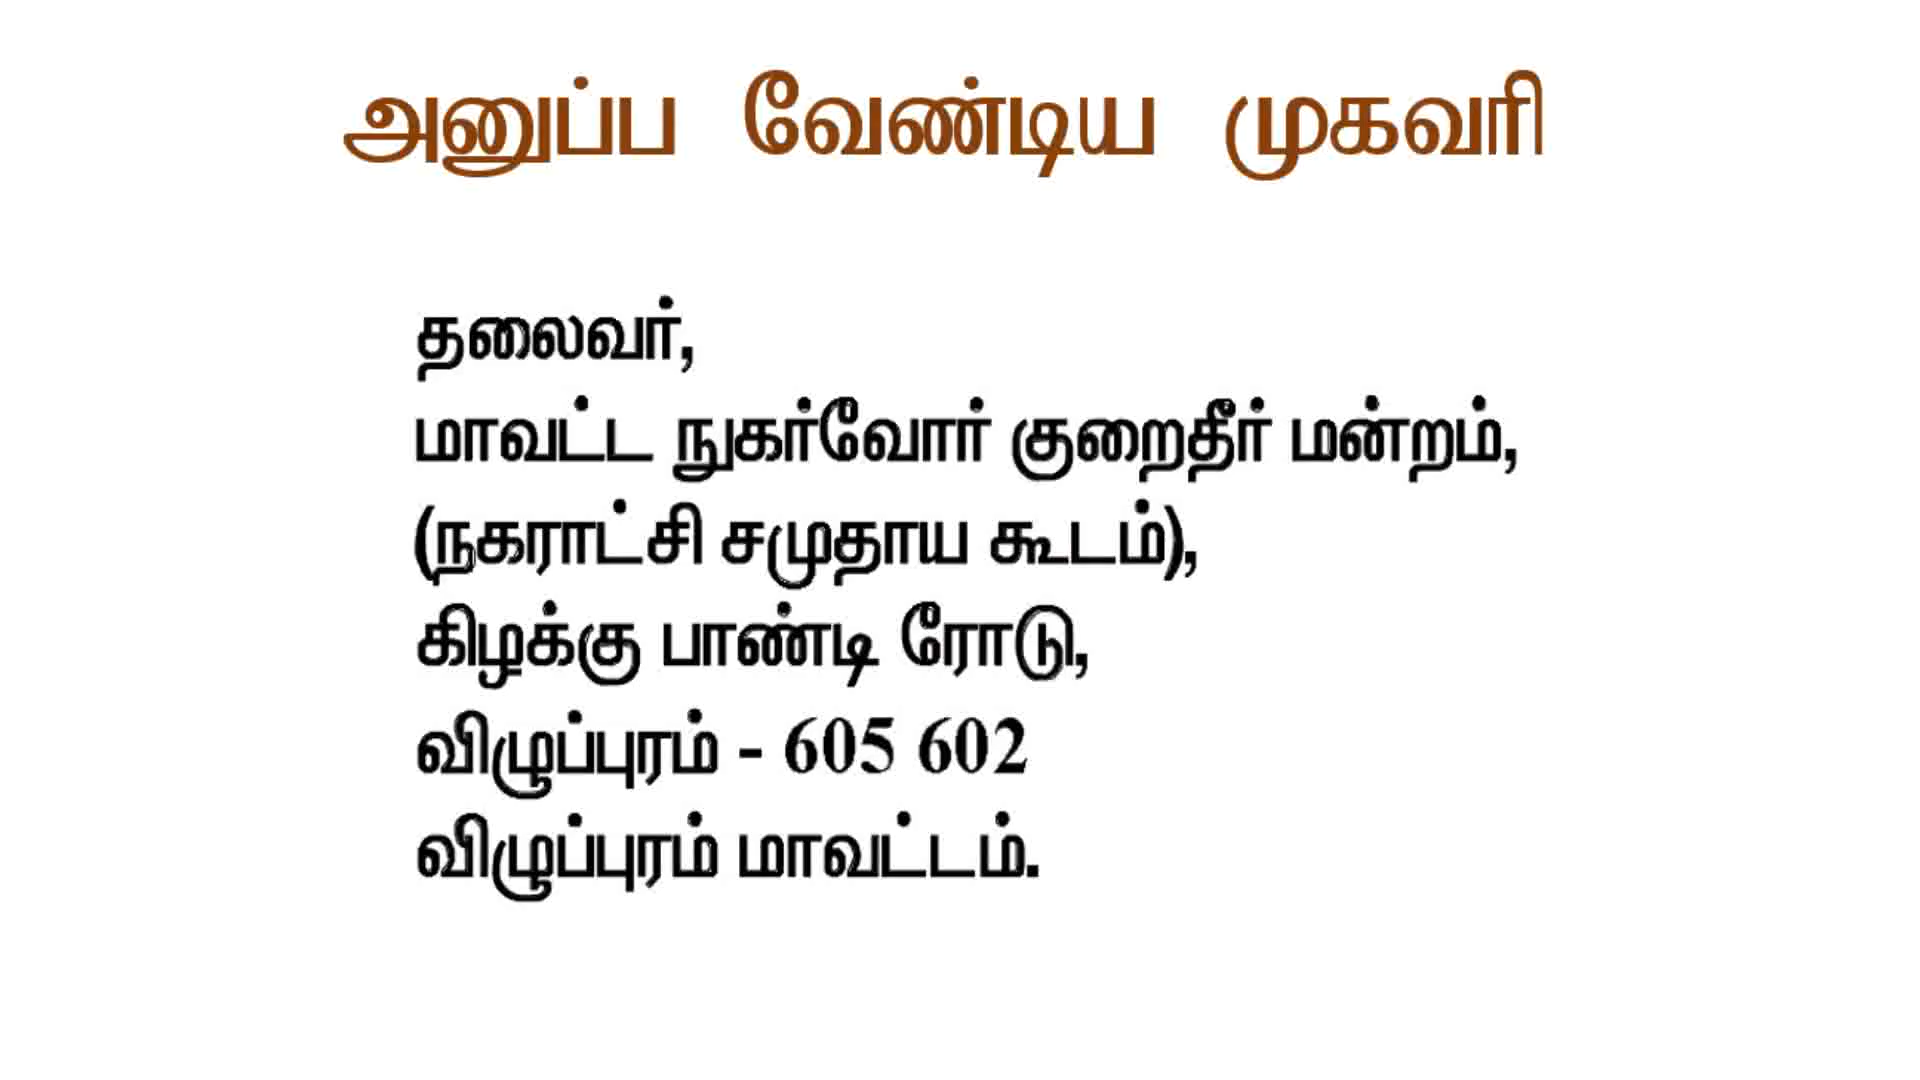 அனுப்ப வேண்டிய முகவரி
தலைவர்,
மாவட்ட நுகர்வோர் குறைதீர் மன்றம்,
(நகராட்சி சமுதாய கூடம்),
கிழக்கு பாண்டி ரோடு,
விழுப்புரம் - 605 602
விழுப்புரம் மாவட்டம்.